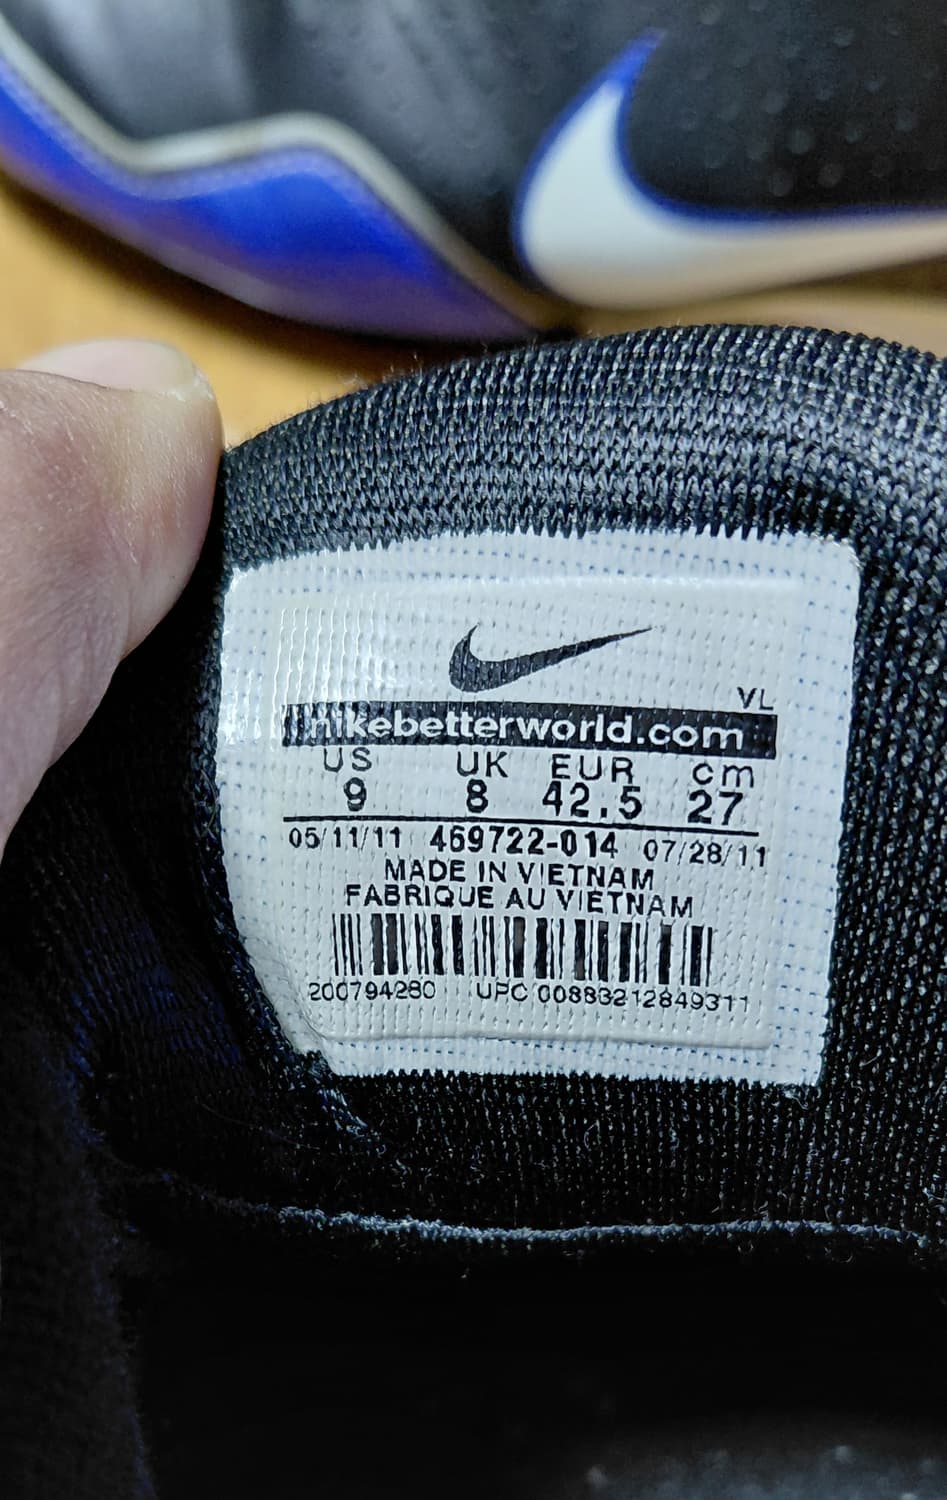 VL
nikebetterworld.com
US UK EUR cm
9 8 42.5 27
05/11/11 469722-014 07/28/11
MADE IN VIETNAM
FABRIQUE AU VIETNAM
200794280 UPC 00883212849311